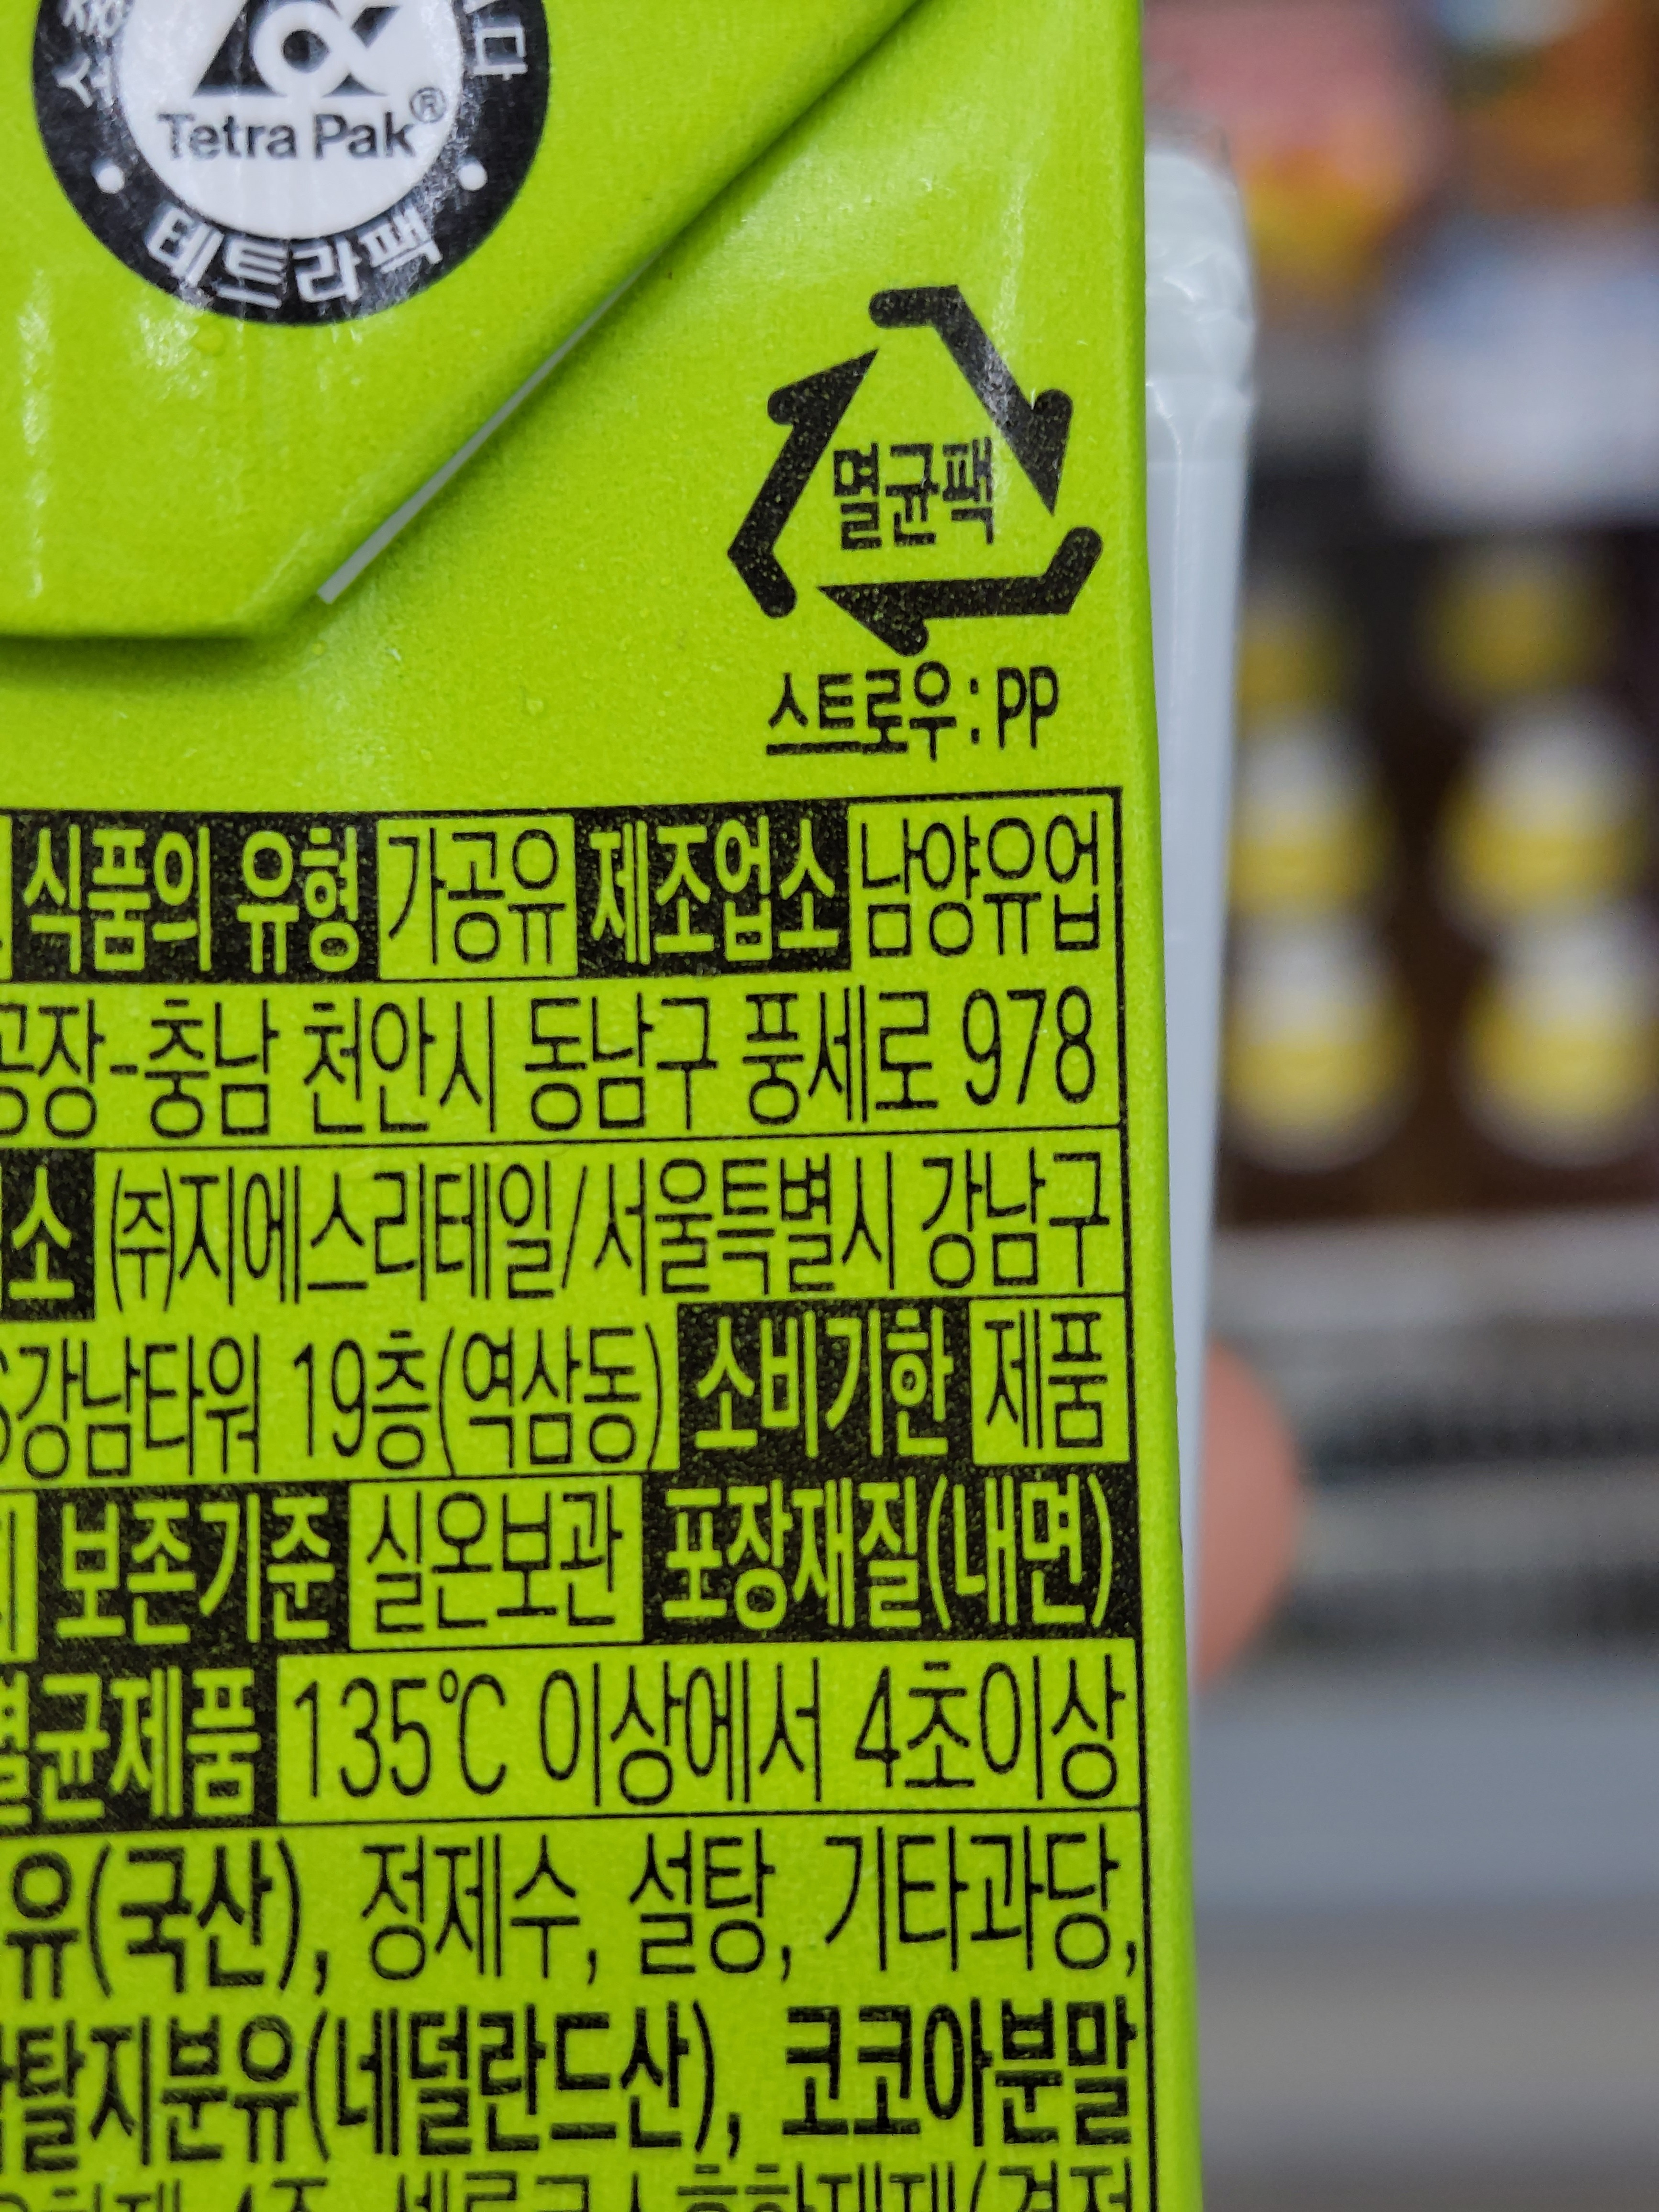 Tetra Pak®
테트라팩
멸균팩
스트로우 : PP
식품의 유형 가공유 제조업소 남양유업
공장-충남 천안시 동남구 풍세로 978
소 ㈜지에스리테일/서울특별시 강남구
강남타워 19층(역삼동) 소비기한 제품
보존기준 실온보관 포장재질(내면)
멸균제품 135℃ 이상에서 4초이상
유(국산), 정제수, 설탕, 기타과당,
탈지분유(네덜란드산), 코코아분말